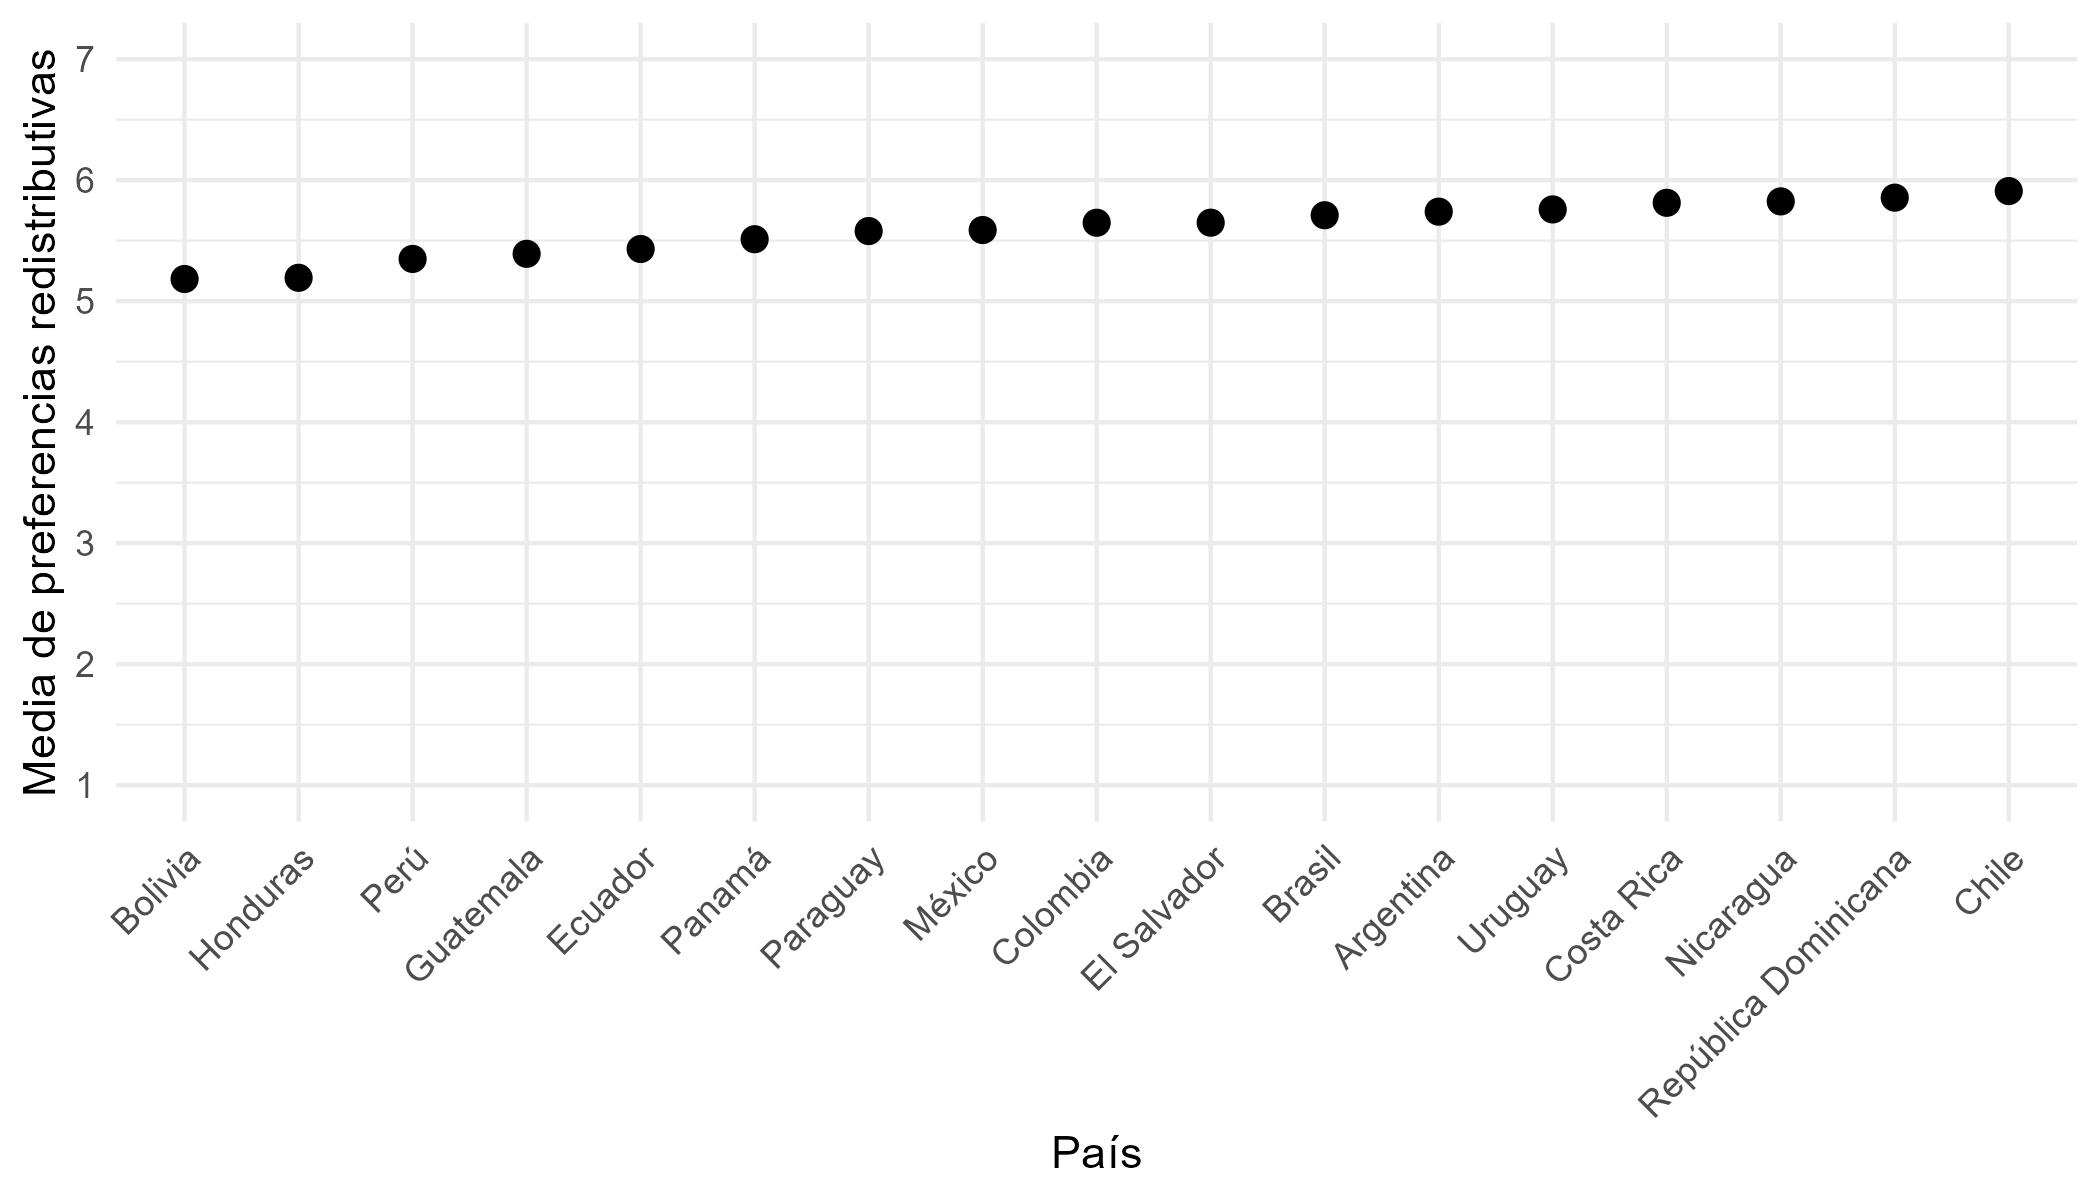 Media de preferencias redistributivas
7
6
5
4
3
2
1
Bolivia
Honduras
Perú
Guatemala
Ecuador
Panamá
Paraguay
México
Colombia
El Salvador
Brasil
Argentina
Uruguay
Costa Rica
Nicaragua
República Dominicana
Chile
País